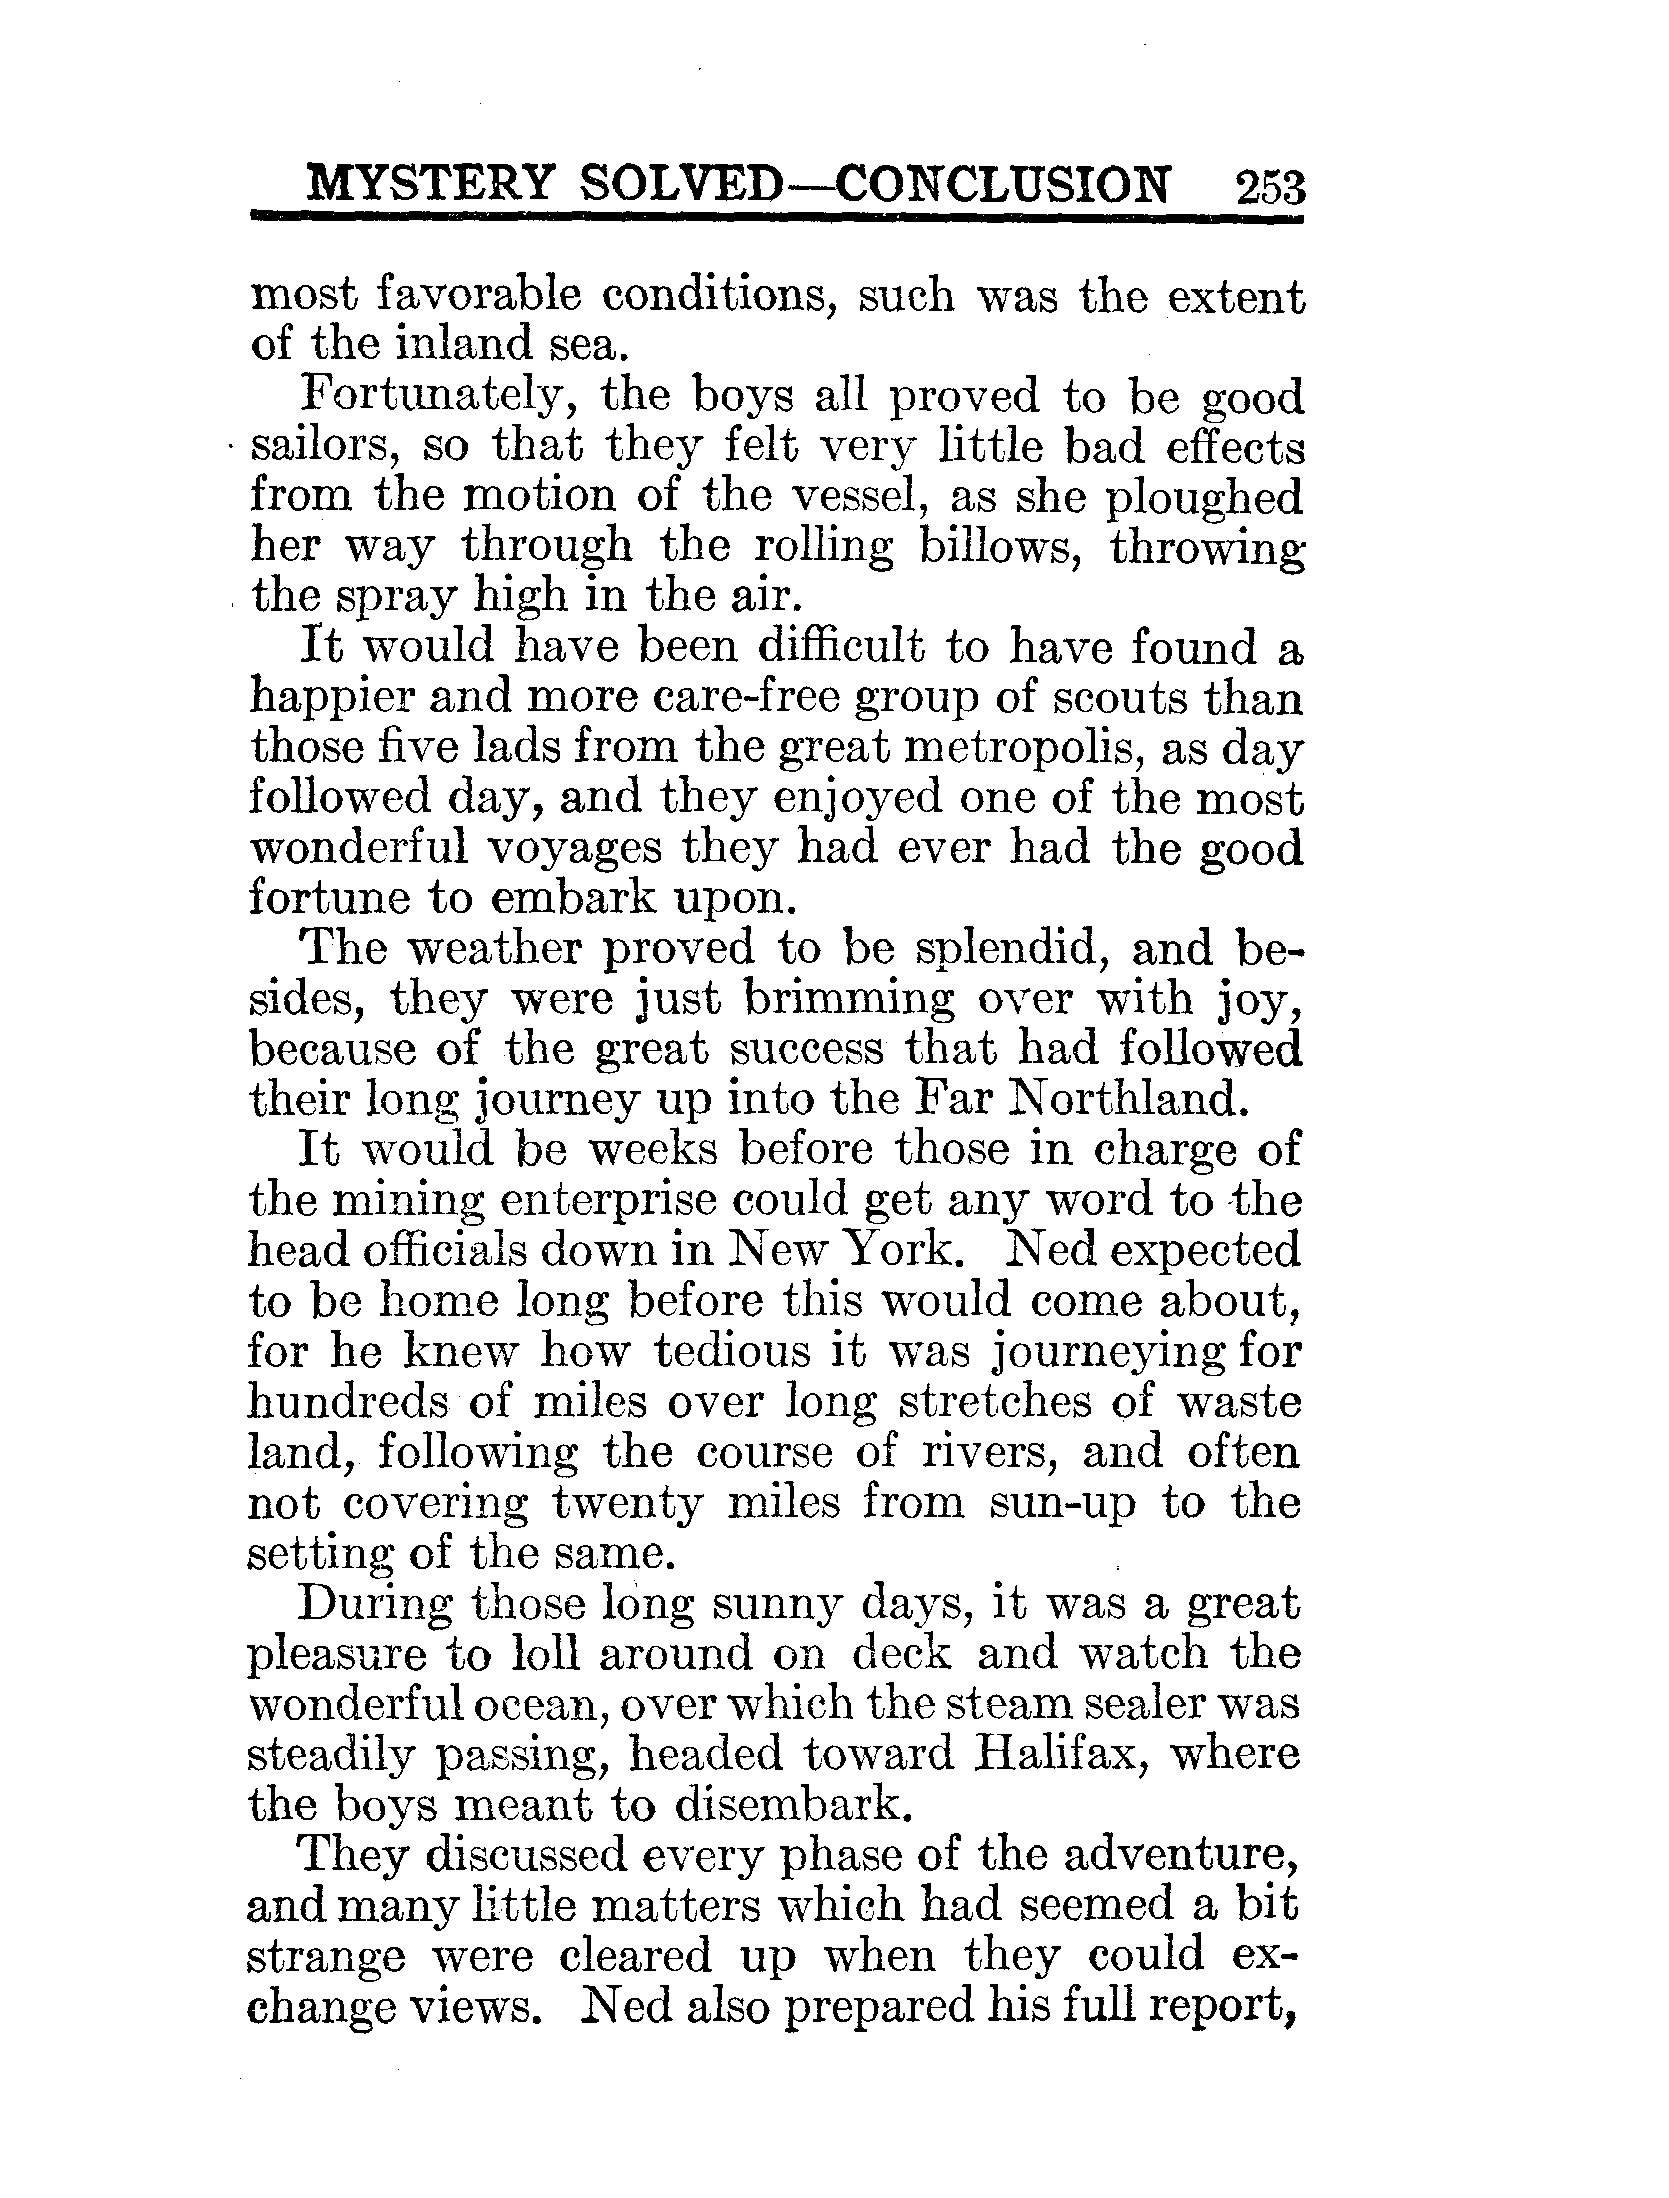 MYSTERY SOLVED—CONCLUSION 253
most favorable conditions, such was the extent
of the inland sea.
Fortunately, the boys all proved to be good
sailors, so that they felt very little bad effects
from the motion of the vessel, as she ploughed
her way through the rolling billows, throwing
the spray high in the air.
It would have been difficult to have found a
happier and more care-free group of scouts than
those five lads from the great metropolis, as day
followed day, and they enjoyed one of the most
wonderful voyages they had ever had the good
fortune to embark upon.
The weather proved to be splendid, and be-
sides, they were just brimming over with joy,
because of the great success that had followed
their long journey up into the Far Northland.
It would be weeks before those in charge of
the mining enterprise could get any word to the
head officials down in New York. Ned expected
to be home long before this would come about,
for he knew how tedious it was journeying for
hundreds of miles over long stretches of waste
land, following the course of rivers, and often
not covering twenty miles from sun-up to the
setting of the same.
During those long sunny days, it was a great
pleasure to loll around on deck and watch the
wonderful ocean, over which the steam sealer was
steadily passing, headed toward Halifax, where
the boys meant to disembark.
They discussed every phase of the adventure,
and many little matters which had seemed a bit
strange were cleared up when they could ex-
change views. Ned also prepared his full report,